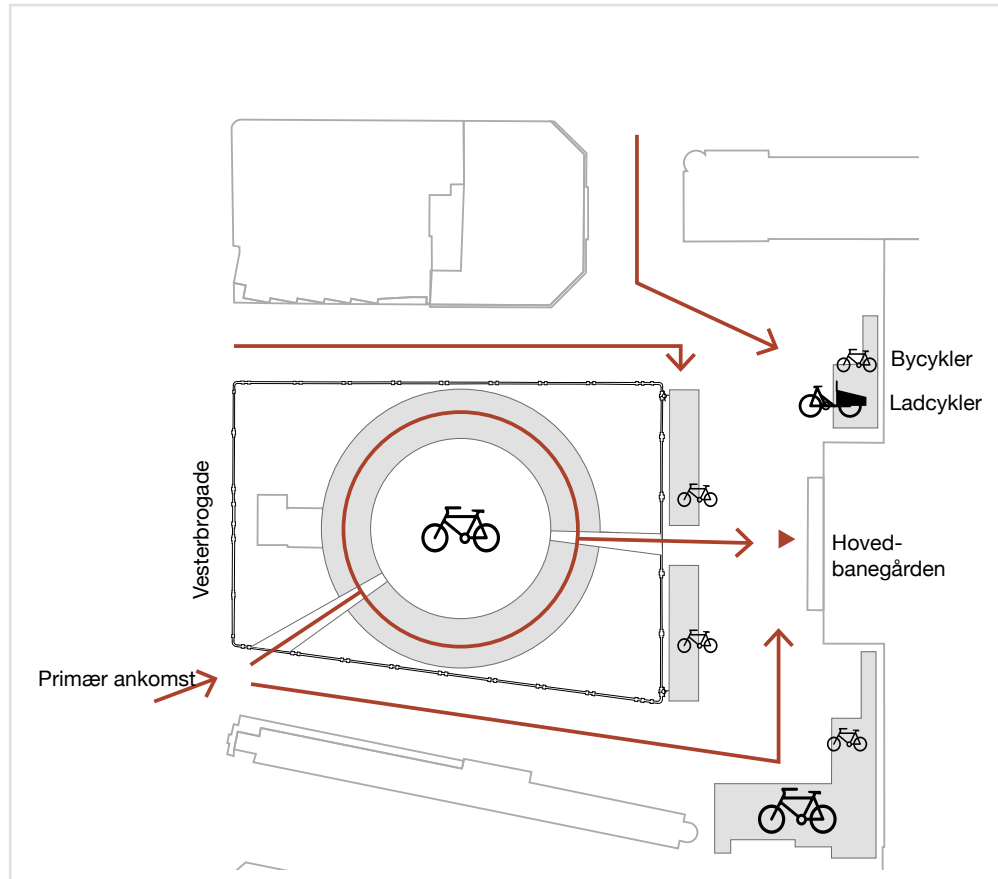 Bycykler
Ladcykler
Vesterbrogade
Hoved-
banegården
Primær ankomst